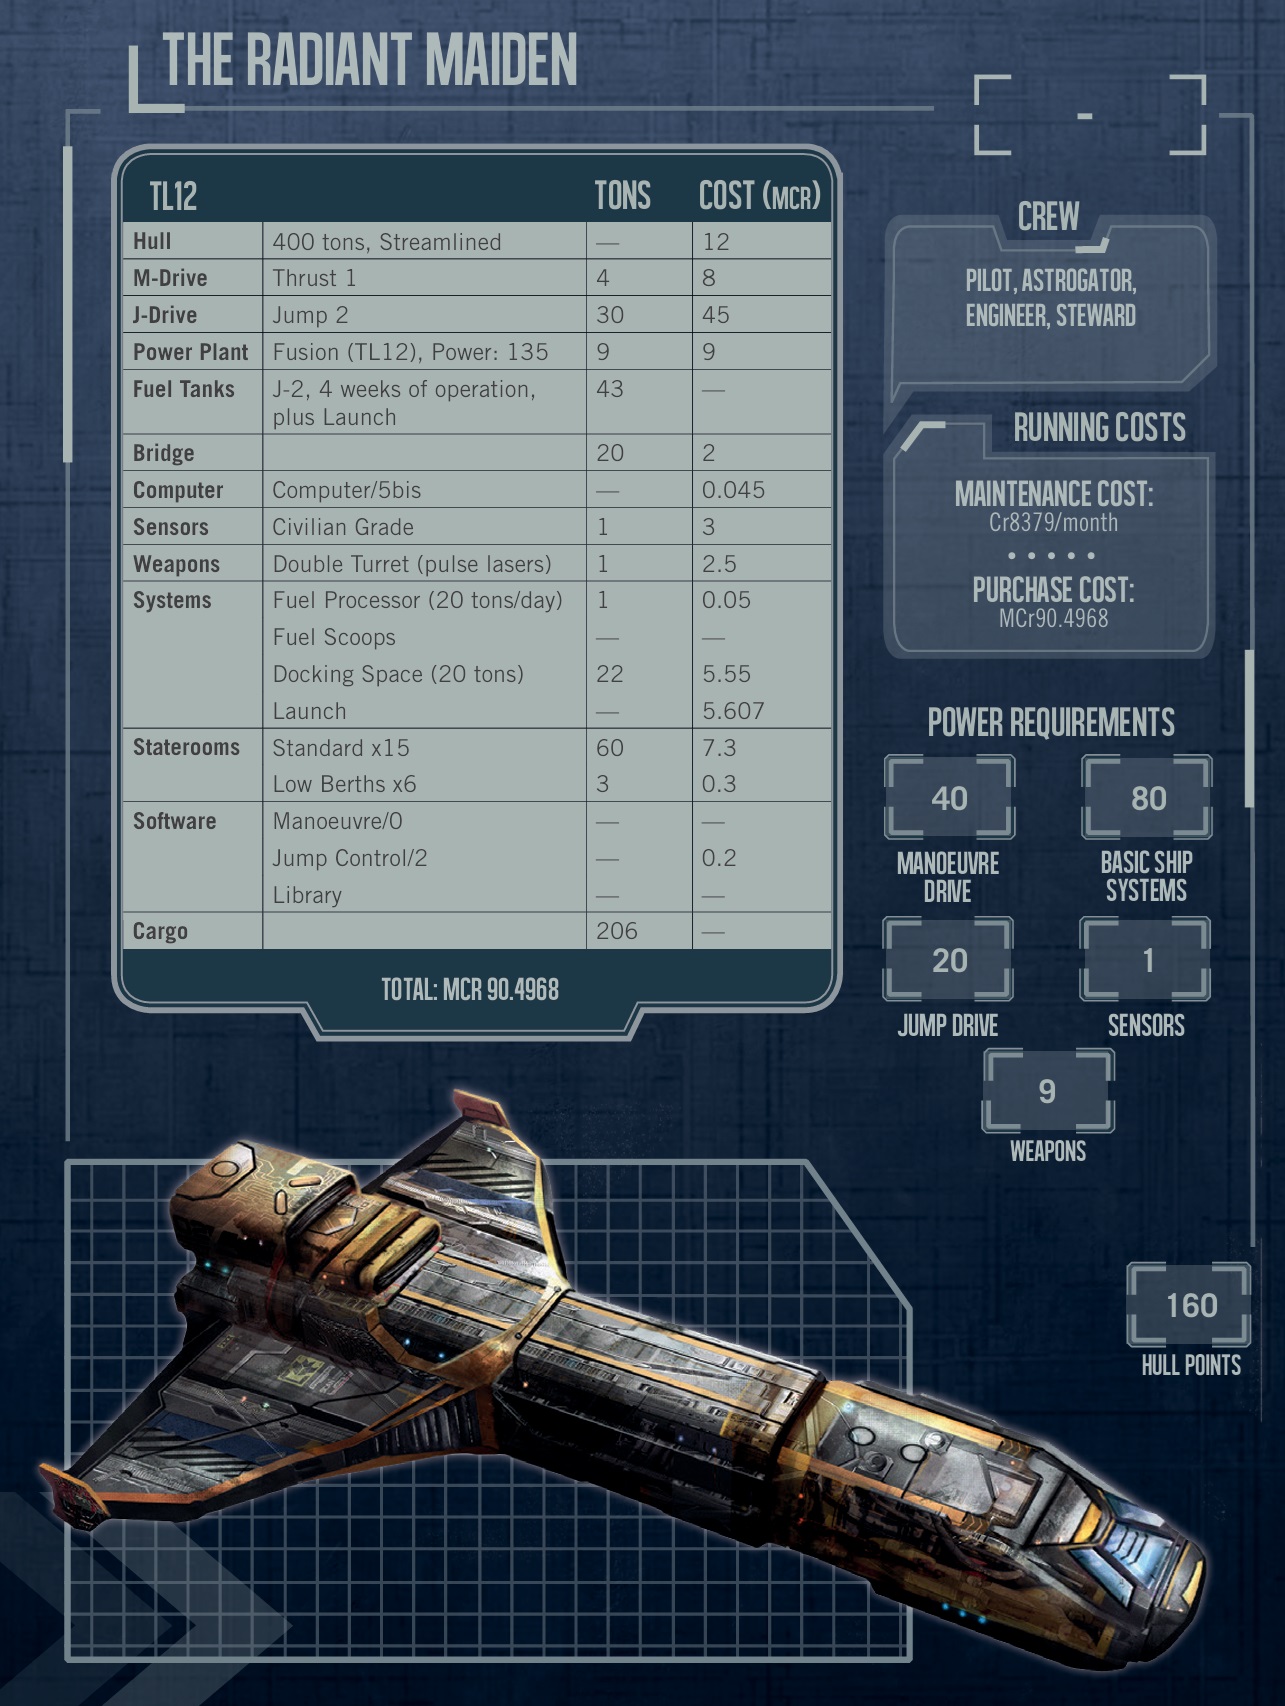 THE RADIANT MAIDEN
-
TL12 TONS COST (MCR)
Hull 400 tons, Streamlined — 12
M-Drive Thrust 1 4 8
J-Drive Jump 2 30 45
Power Plant Fusion (TL12), Power: 135 9 9
Fuel Tanks J-2, 4 weeks of operation, 43 —
plus Launch
Bridge 20 2
Computer Computer/5bis — 0.045
Sensors Civilian Grade 1 3
Weapons Double Turret (pulse lasers) 1 2.5
Systems Fuel Processor (20 tons/day) 1 0.05
Fuel Scoops — —
Docking Space (20 tons) 22 5.55
Launch — 5.607
Staterooms Standard x15 60 7.3
Low Berths x6 3 0.3
Software Manoeuvre/0 — —
Jump Control/2 — 0.2
Library — —
Cargo 206 —
TOTAL: MCR 90.4968
CREW
PILOT, ASTROGATOR,
ENGINEER, STEWARD
RUNNING COSTS
MAINTENANCE COST:
Cr8379/month
• • • • •
PURCHASE COST:
MCr90.4968
POWER REQUIREMENTS
40
MANOEUVRE
DRIVE
80
BASIC SHIP
SYSTEMS
20
JUMP DRIVE
1
SENSORS
9
WEAPONS
160
HULL POINTS